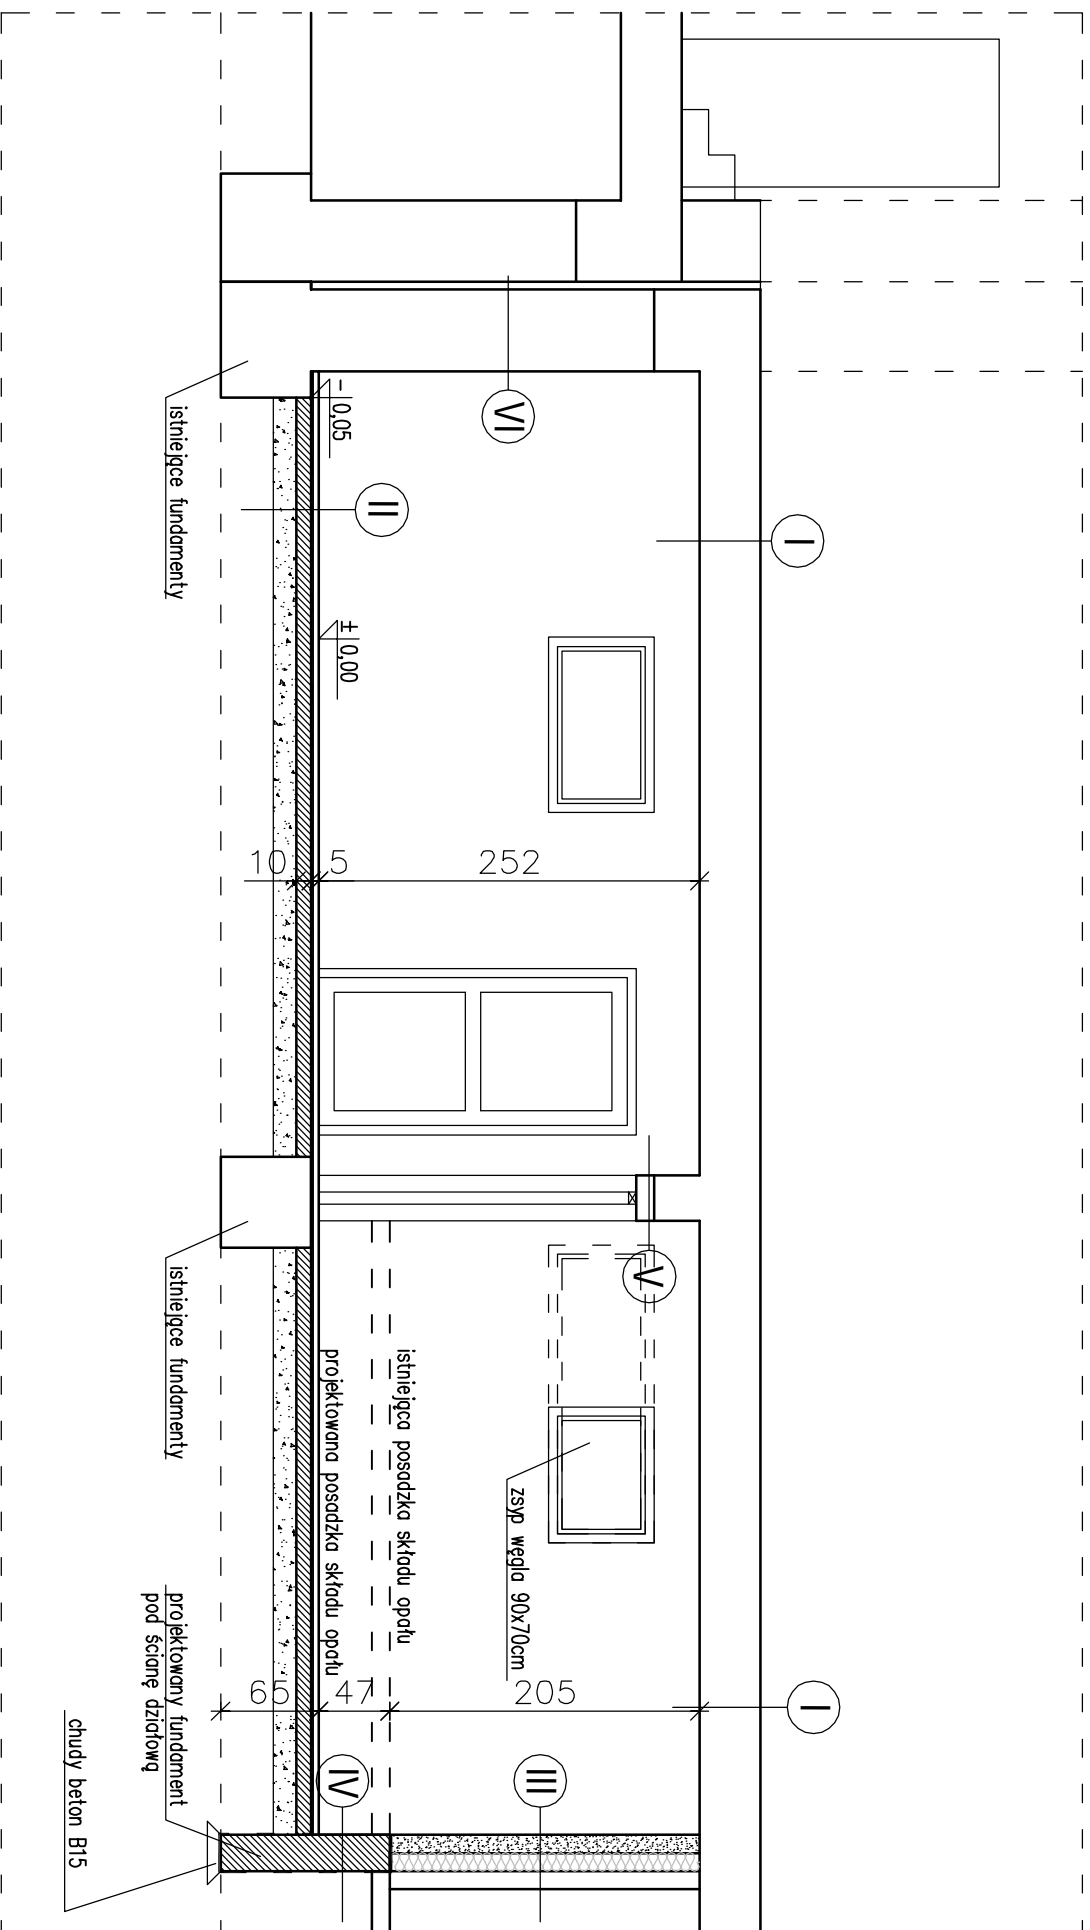 I
I
VI
V
II
III
IV
- 0,05
± 0,00
252
5
10
205
47
65
zsyp węgla 90x70cm
istniejąca posadzka składu opału
projektowana posadzka składu opału
istniejące fundamenty
istniejące fundamenty
projektowany fundament
pod ścianę działową
chudy beton B15